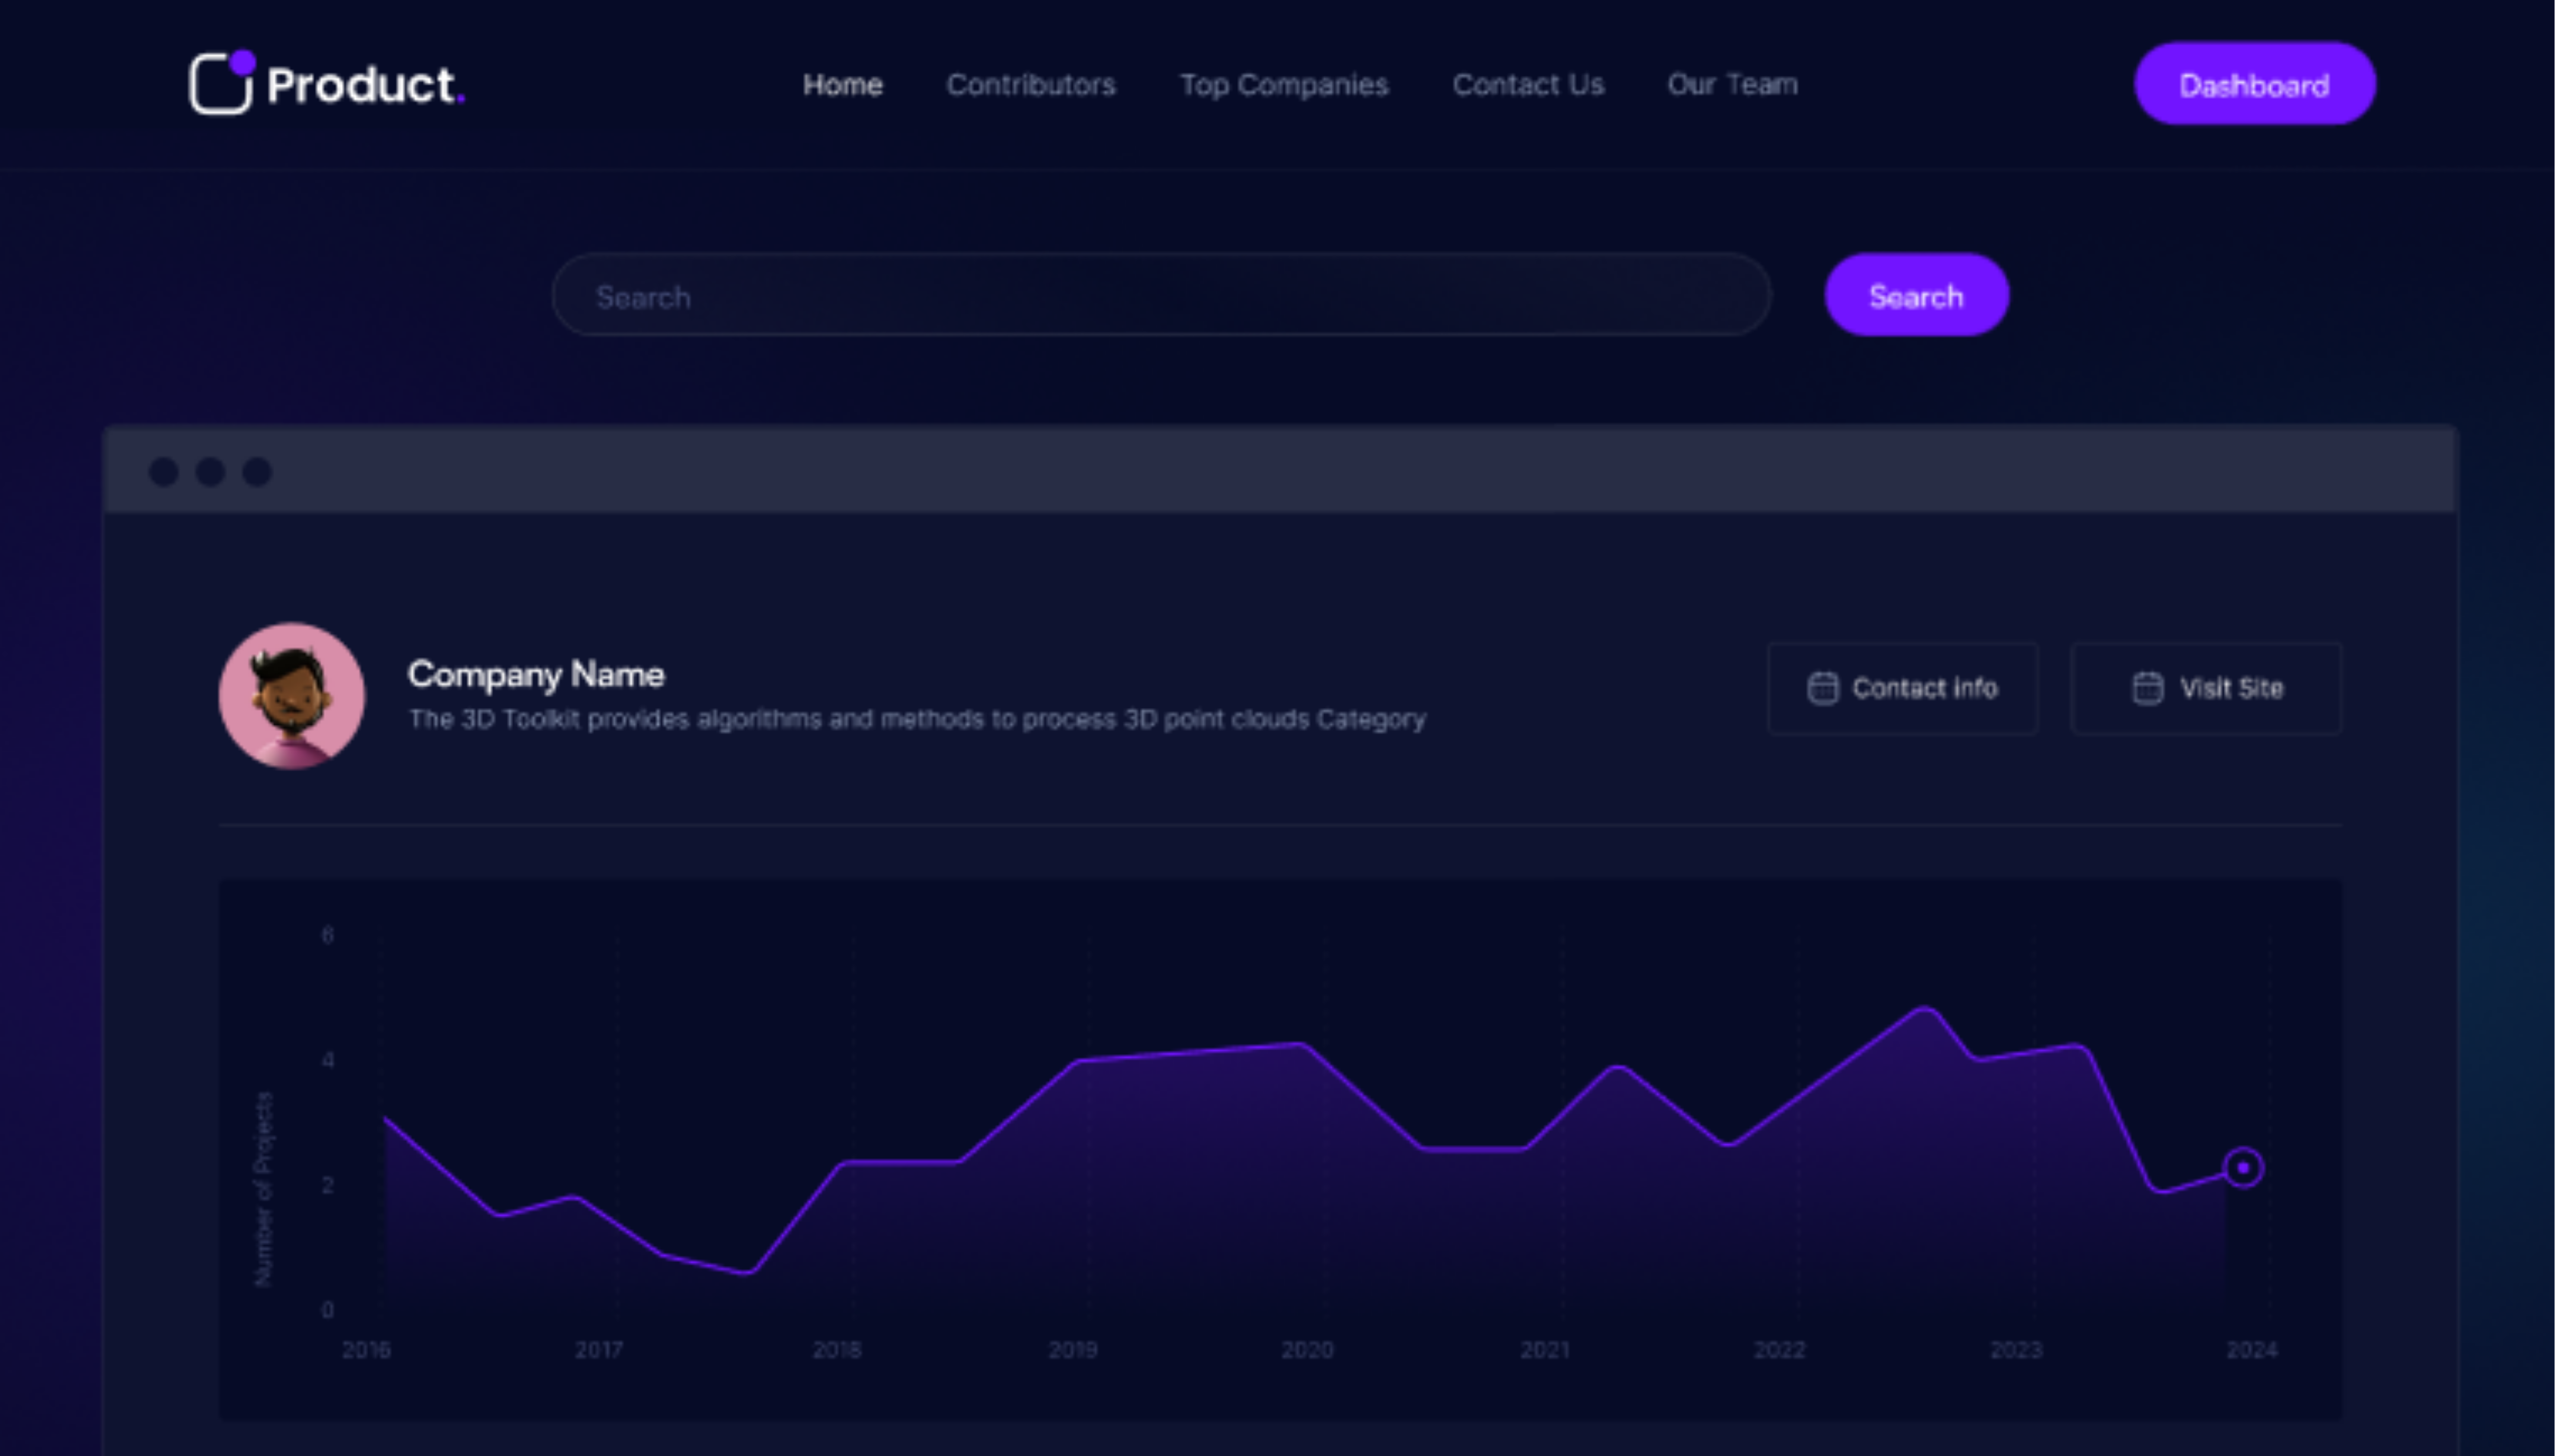 Product.
Home
Contributors
Top Companies
Contact Us
Our Team
Dashboard
Search
Search
Company Name
The 3D Toolkit provides algorithms and methods to process 3D point clouds Category
Contact info
Visit Site
6
4
2
0
Number of Projests
2016
2017
2018
2019
2020
2021
2022
2023
2024